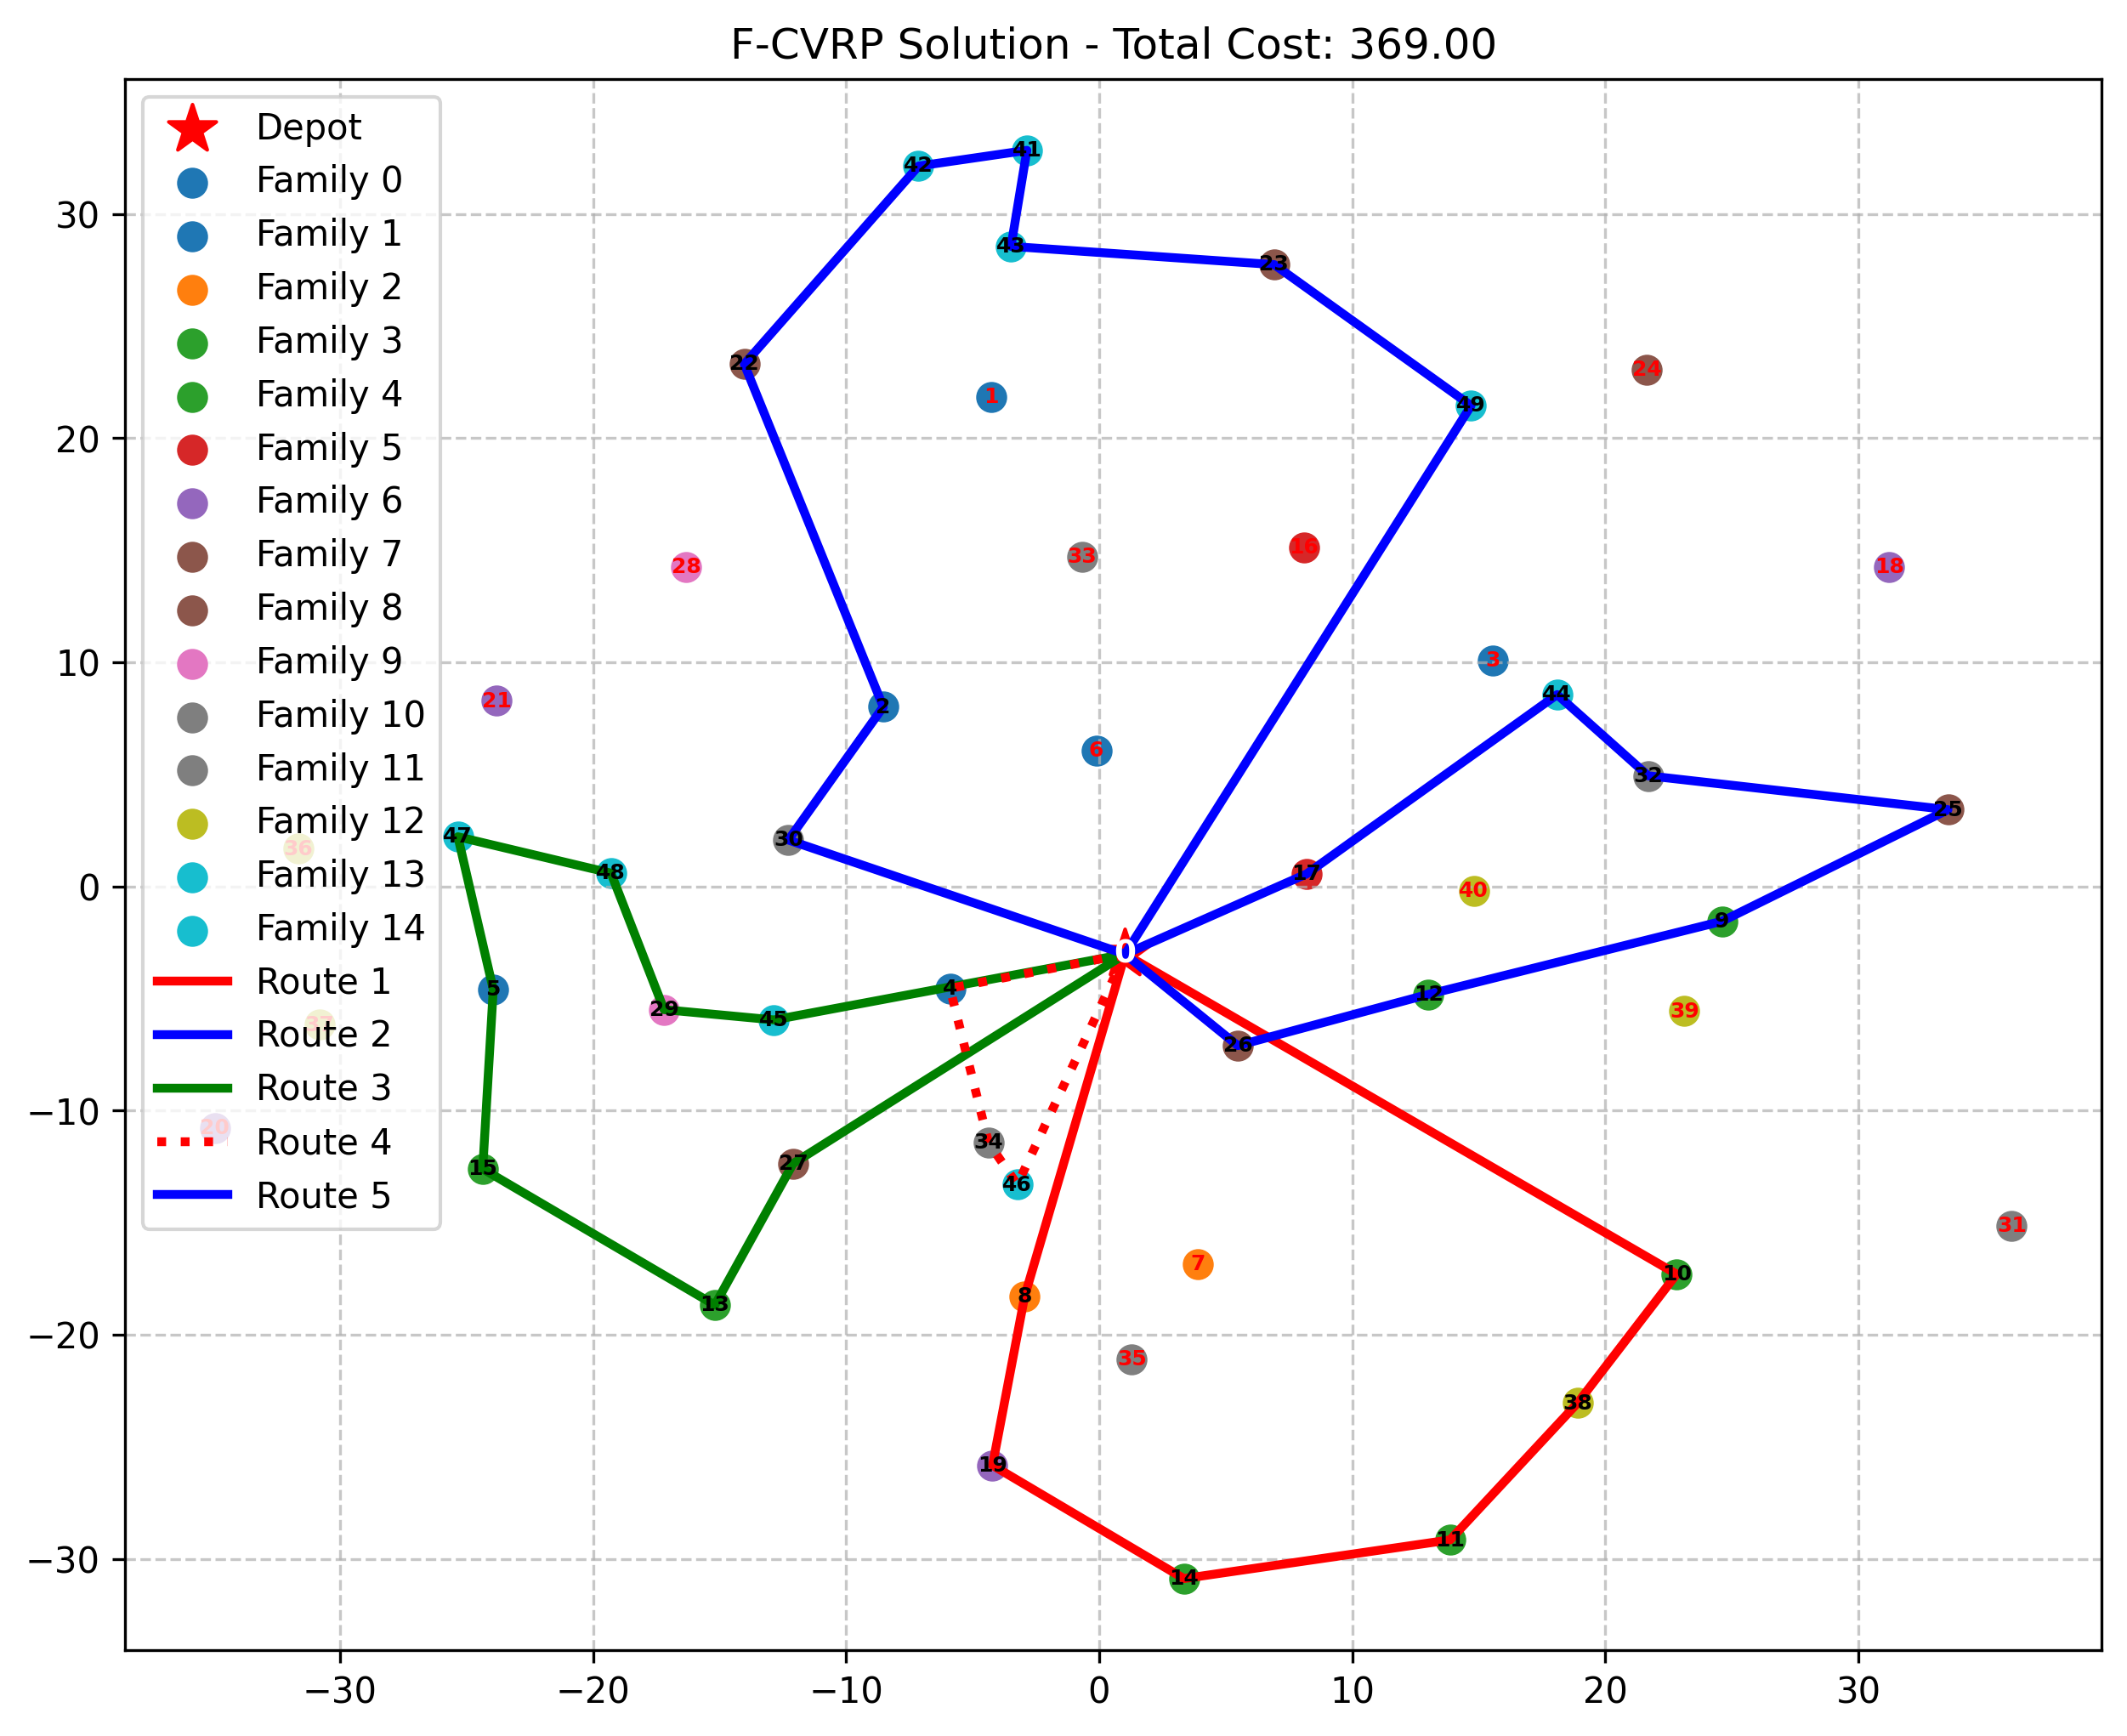 F-CVRP Solution - Total Cost: 369.00
Depot
Family 0
Family 1
Family 2
Family 3
Family 4
Family 5
Family 6
Family 7
Family 8
Family 9
Family 10
Family 11
Family 12
Family 13
Family 14
Route 1
Route 2
Route 3
Route 4
Route 5
30
20
10
0
−10
−20
−30
41
42
43
23
22
24
1
49
33
16
28
18
3
44
21
2
6
32
25
47
36
30
48
17
40
9
0
5
4
12
29
45
39
37
26
20
34
15
27
46
31
7
10
8
13
35
38
19
11
14
−30
−20
−10
0
10
20
30